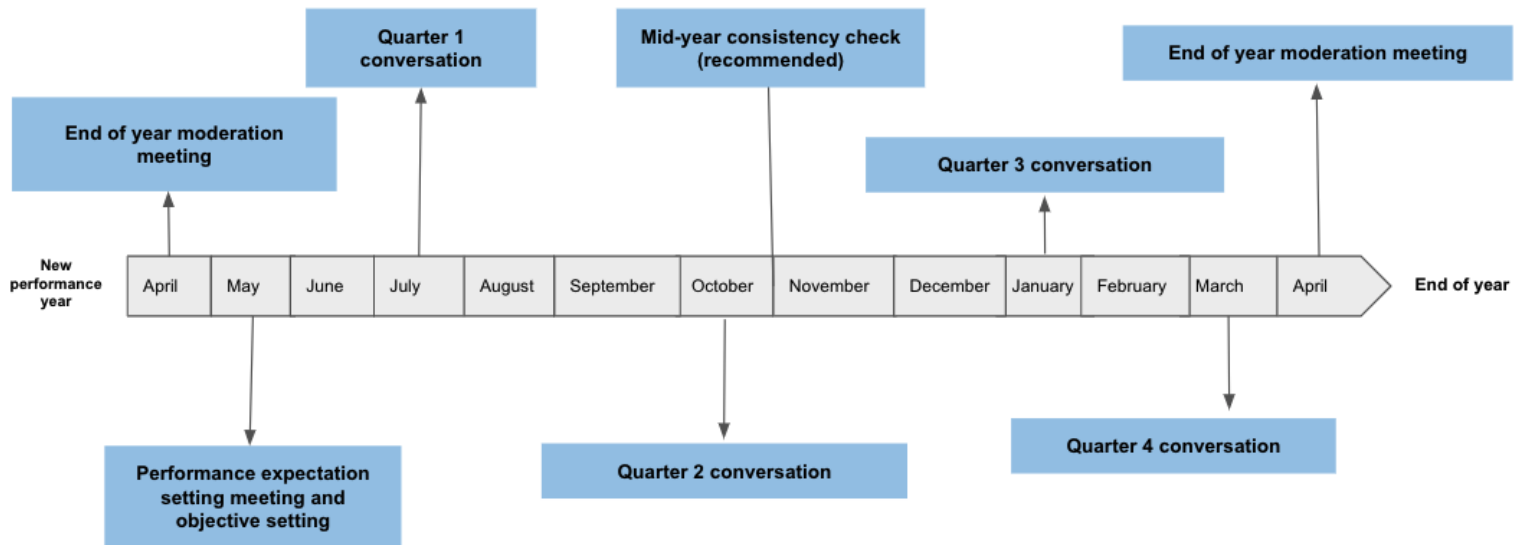 Quarter 1
conversation
Mid-year consistency check
(recommended)
End of year moderation meeting
End of year moderation
meeting
Quarter 3 conversation
New
performance
year
April
May
June
July
August
September
October
November
December
January
February
March
April
End of year
Performance expectation
setting meeting and
objective setting
Quarter 2 conversation
Quarter 4 conversation